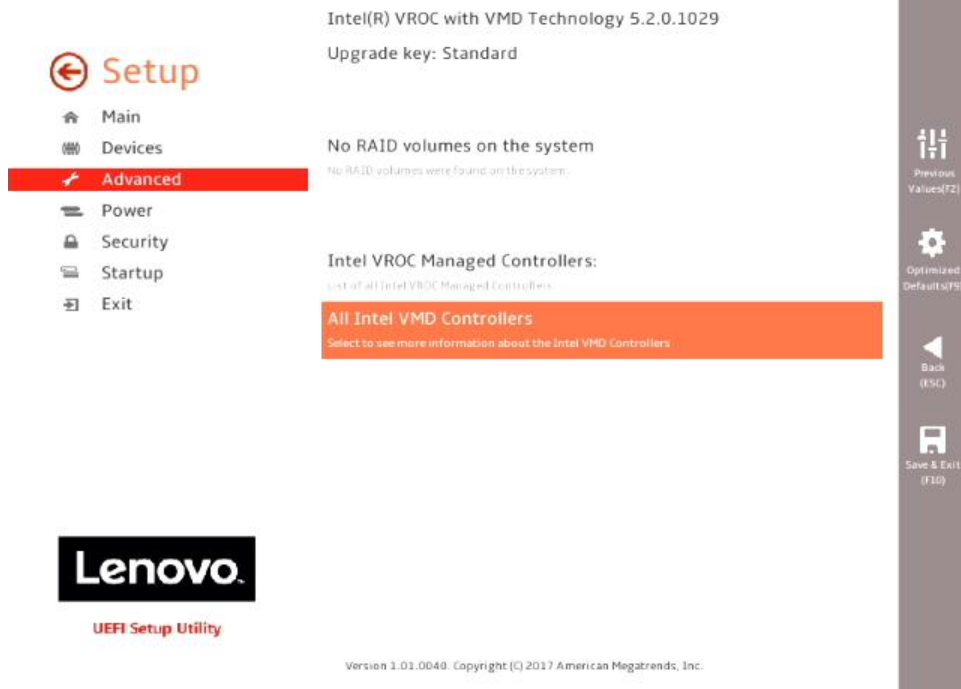 Intel(R) VROC with VMD Technology 5.2.0.1029
Upgrade key: Standard
Setup
Main
Devices
Advanced
Power
Security
Startup
Exit
No RAID volumes on the system
No RAID volumes were found on the system.
Intel VROC Managed Controllers:
List of all Intel VROC Managed Controllers
All Intel VMD Controllers
Select to see more information about the Intel VMD Controllers
Previous
Values(F2)
Optimized
Defaults(F9
Back
(ESC)
Save & Exit
(F10)
Lenovo.
UEFI Setup Utility
Version 1.01.0040. Copyright (C) 2017 American Megatrends, Inc.